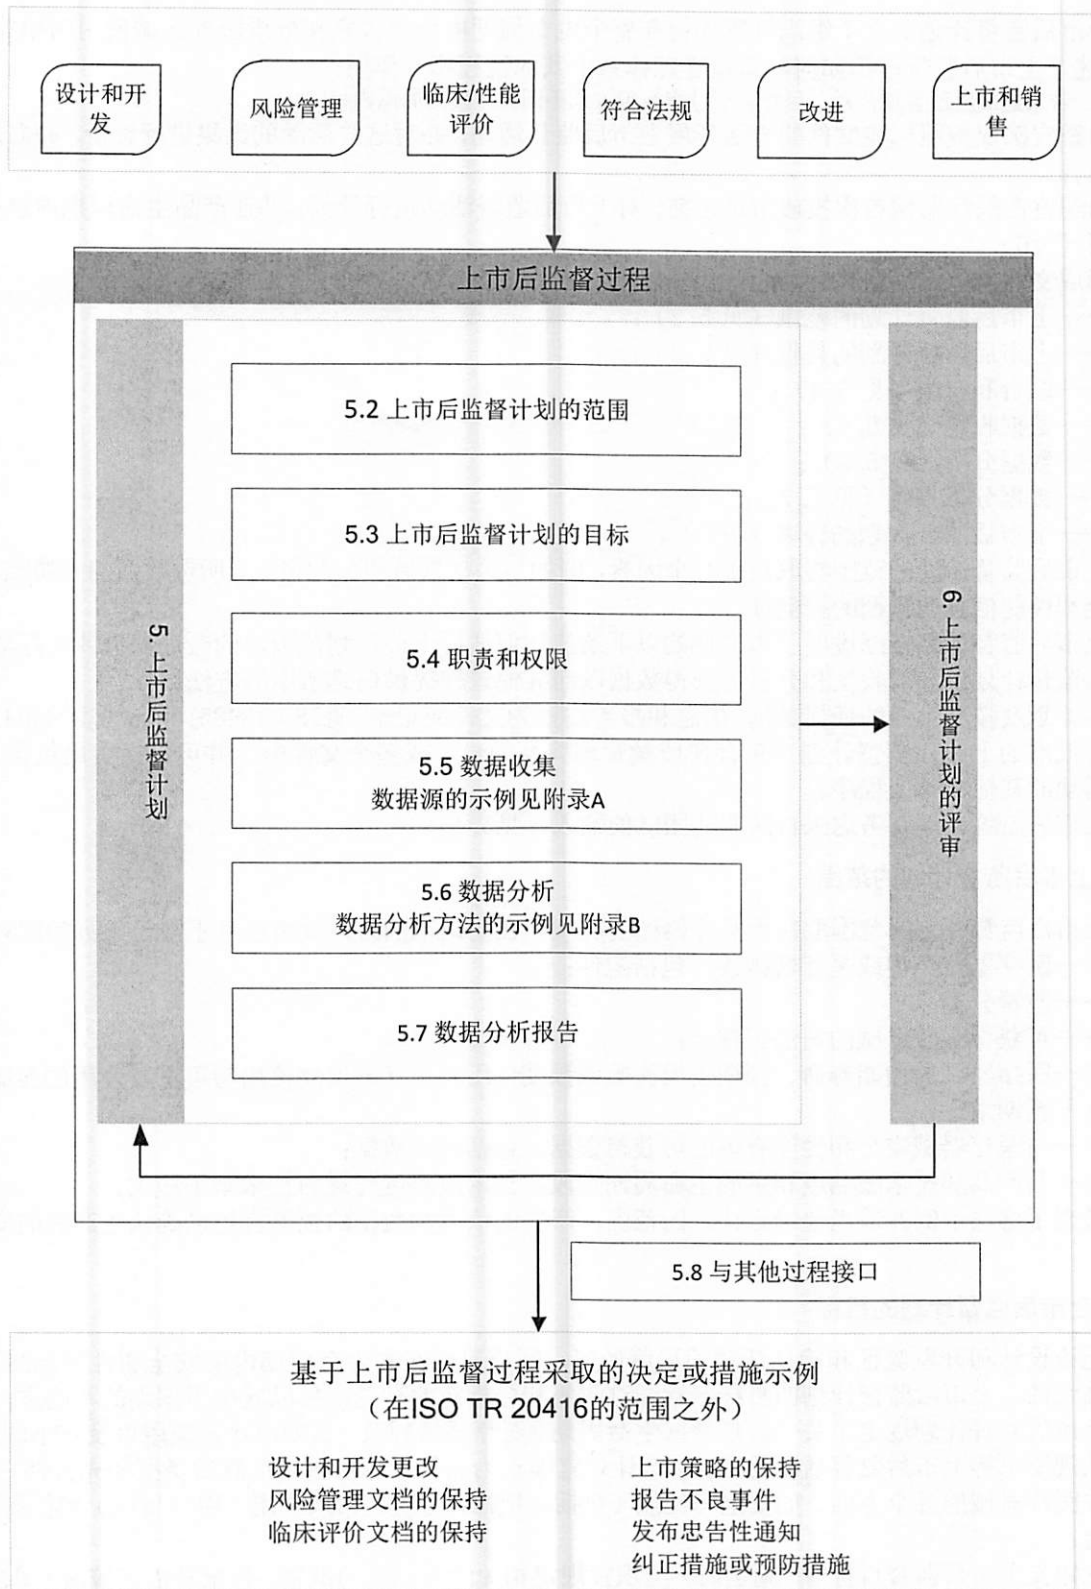 设计和开
发
风险管理
临床/性能
评价
符合法规
改进
上市和销
售
上市后监督过程
5. 上市后监督计划
5.2 上市后监督计划的范围
5.3 上市后监督计划的目标
5.4 职责和权限
5.5 数据收集
数据源的示例见附录A
5.6 数据分析
数据分析方法的示例见附录B
5.7 数据分析报告
6. 上市后监督计划的评审
5.8 与其他过程接口
基于上市后监督过程采取的决定或措施示例
（在ISO TR 20416的范围之外）
设计和开发更改
风险管理文档的保持
临床评价文档的保持
上市策略的保持
报告不良事件
发布忠告性通知
纠正措施或预防措施